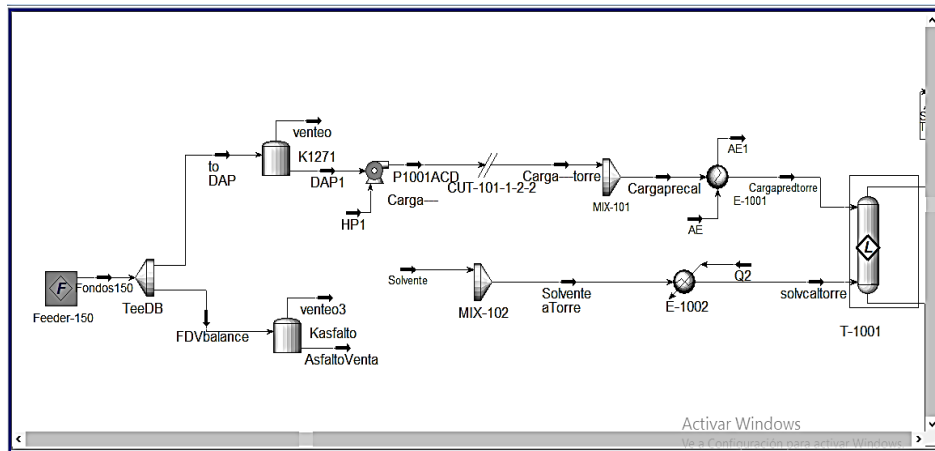 venteo
K1271
to
DAP
DAP1
P1001ACD
Carga---
HP1
CUT-101-1-2-2
Carga---torre
MIX-101
Cargaprecal
AE1
AE
Cargapredtorre
E-1001
Fondos150
Feeder-150
TeeDB
FDVbalance
venteo3
Kasfalto
AsfaltoVenta
Solvente
MIX-102
Solvente
aTorre
E-1002
Q2
solvcaltorre
L
F
T-1001
Activar Windows
Ve a Configuración para activar Windows.